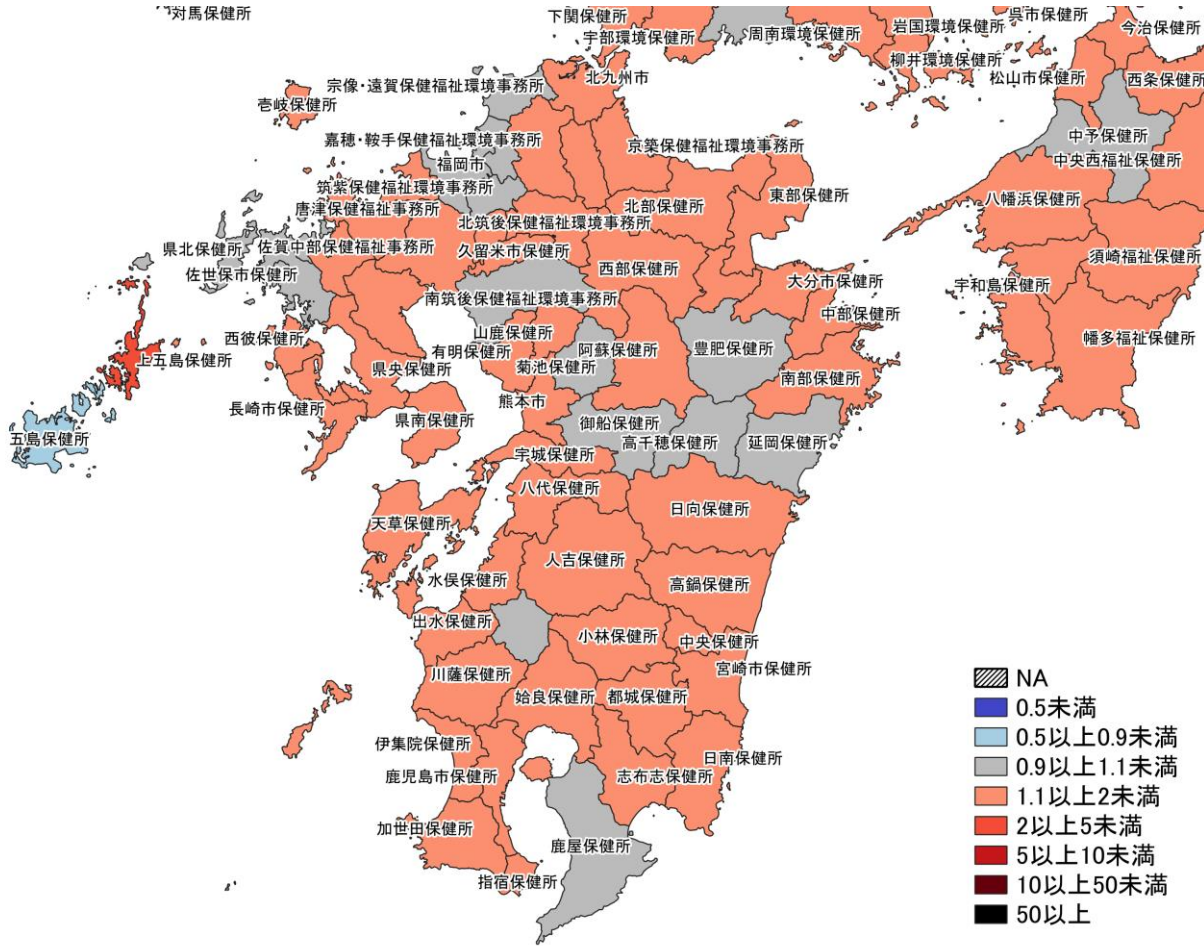 対馬保健所
下関保健所
宇部環境保健所
周南環境保健所
岩国環境保健所
呉市保健所
今治保健所
柳井環境保健所
松山市保健所
西条保健所
北九州市
宗像・遠賀保健福祉環境事務所
壱岐保健所
嘉穂・鞍手保健福祉環境事務所
福岡市
京築保健福祉環境事務所
中予保健所
中央西福祉保健所
筑紫保健福祉環境事務所
東部保健所
八幡浜保健所
唐津保健福祉事務所
北部保健所
北筑後保健福祉環境事務所
県北保健所
佐賀中部保健福祉事務所
久留米市保健所
西部保健所
須崎福祉保健所
佐世保市保健所
大分市保健所
宇和島保健所
南筑後保健福祉環境事務所
中部保健所
山鹿保健所
西彼保健所
有明保健所
阿蘇保健所
豊肥保健所
幡多福祉保健所
上五島保健所
県央保健所
菊池保健所
南部保健所
熊本市
長崎市保健所
県南保健所
御船保健所
五島保健所
高千穂保健所
延岡保健所
宇城保健所
八代保健所
日向保健所
天草保健所
人吉保健所
水俣保健所
高鍋保健所
出水保健所
小林保健所
中央保健所
宮崎市保健所
川薩保健所
姶良保健所
都城保健所
伊集院保健所
日南保健所
鹿児島市保健所
志布志保健所
加世田保健所
鹿屋保健所
指宿保健所
NA
0.5未満
0.5以上0.9未満
0.9以上1.1未満
1.1以上2未満
2以上5未満
5以上10未満
10以上50未満
50以上